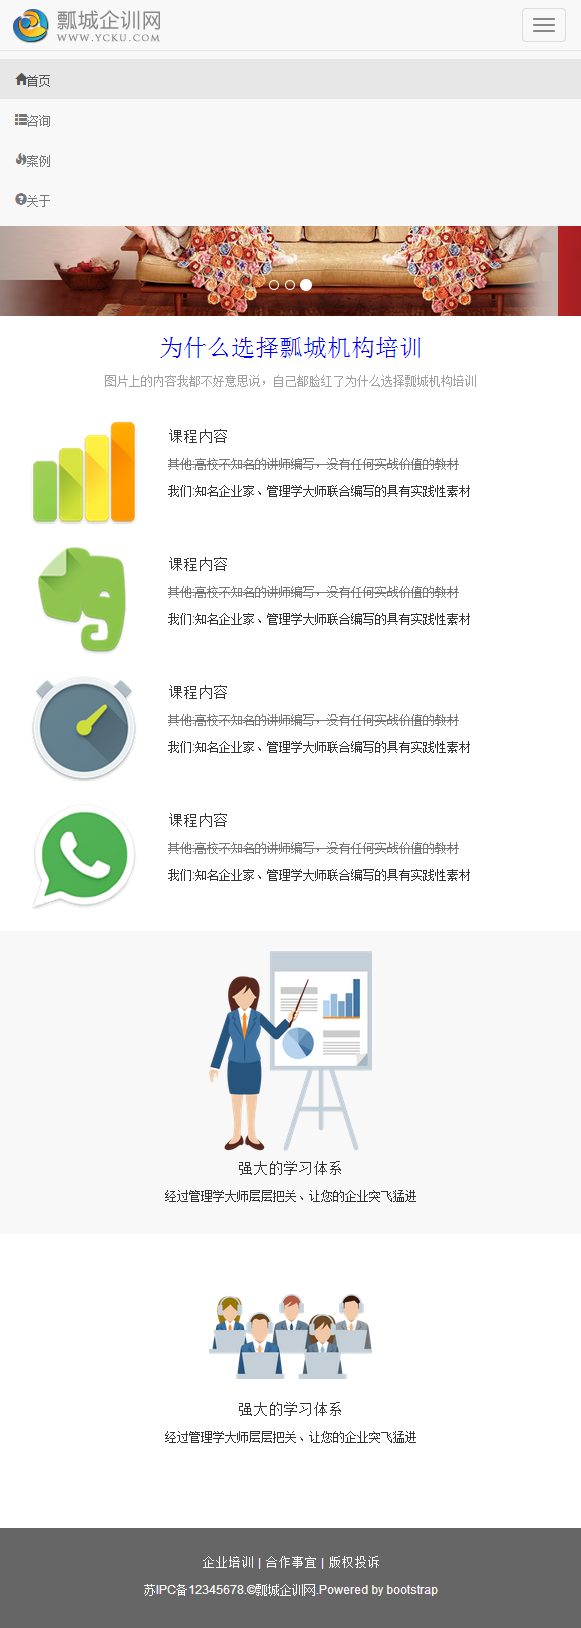 瓢城企训网
WWW.YCKU.COM
首页
咨询
案例
关于
为什么选择瓢城机构培训
图片上的内容我都不好意思说，自己都脸红了为什么选择瓢城机构培训
课程内容
其他:高校不知名的讲师编写，没有任何实战价值的教材
我们:知名企业家、管理学大师联合编写的具有实践性素材
课程内容
其他:高校不知名的讲师编写，没有任何实战价值的教材
我们:知名企业家、管理学大师联合编写的具有实践性素材
课程内容
其他:高校不知名的讲师编写，没有任何实战价值的教材
我们:知名企业家、管理学大师联合编写的具有实践性素材
课程内容
其他:高校不知名的讲师编写，没有任何实战价值的教材
我们:知名企业家、管理学大师联合编写的具有实践性素材
强大的学习体系
经过管理学大师层层把关、让您的企业突飞猛进
强大的学习体系
经过管理学大师层层把关、让您的企业突飞猛进
企业培训 | 合作事宜 | 版权投诉
苏IPC备12345678.©瓢城企训网.Powered by bootstrap